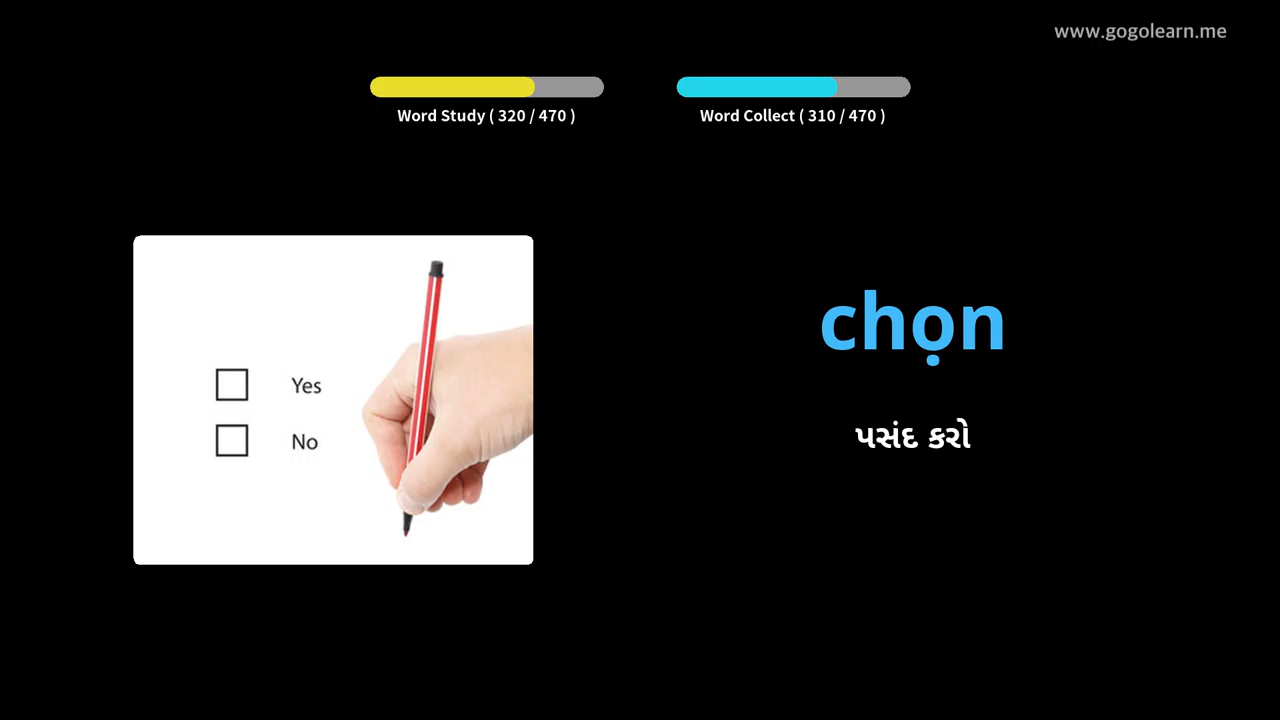 www.gogolearn.me
Word Study ( 320 / 470 )
Word Collect ( 310 / 470 )
Yes
No
chọn
પસંદ કરો